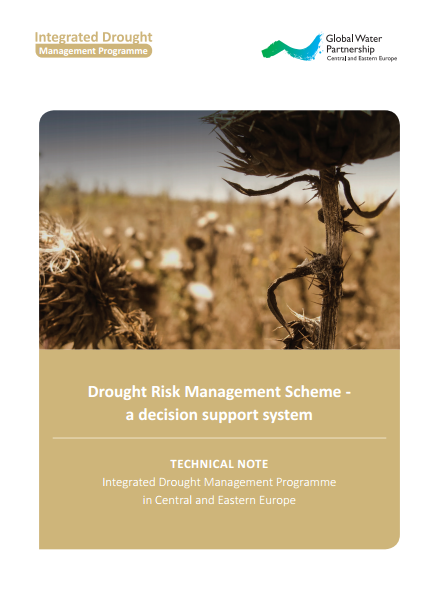 Integrated Drought
Management Programme
Global Water
Partnership
Central and Eastern Europe
Drought Risk Management Scheme -
a decision support system
TECHNICAL NOTE
Integrated Drought Management Programme
in Central and Eastern Europe